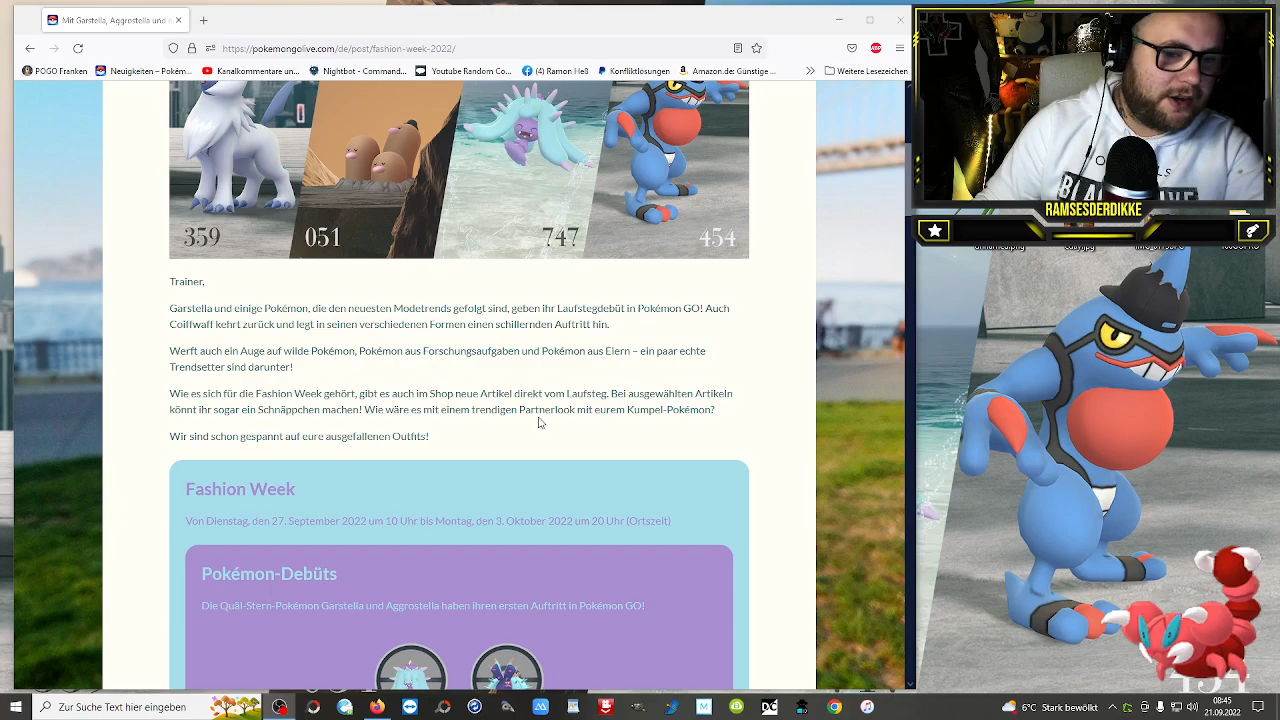 Mit Garstella, Aggrostella und e
pokemongolive.com/de/post/fashion-week-2022/
POGO Franken
Neuigkeiten – Pokém…
Kanalkommentare un…
Nightbot - Command…
Youtube Rondo Co…
(4) Ramon Heß
Konfliktlösungen
Amazon.de Günstige …
Weitere Lesezeichen
051
747
454
Trainer,
Garstella und einige Pokémon, die den neuesten Modetrends gefolgt sind, geben ihr Laufstegdebüt in Pokémon GO! Auch
Coiffwaff kehrt zurück und legt in seinen verschiedenen Formen einen schillernden Auftritt hin.
Werft auch ein Auge auf wilde Pokémon, Pokémon aus Forschungsaufgaben und Pokémon aus Eiern – ein paar echte
Trendsetter sind darunter!
Wie es sich für die Fashion Week gehört, gibt es auch im Shop neue Artikel direkt vom Laufsteg. Bei ausgewählten Artikeln
könnt ihr sogar ein Schnäppchen machen! Wie wäre es mit einem trendigen Partnerlook mit eurem Kumpel-Pokémon?
Wir sind schon gespannt auf eure ausgefallenen Outfits!
Fashion Week
Von Dienstag, den 27. September 2022 um 10 Uhr bis Montag, den 3. Oktober 2022 um 20 Uhr (Ortszeit)
Pokémon-Debüts
Die Quäl-Stern-Pokémon Garstella und Aggrostella haben ihren ersten Auftritt in Pokémon GO!
RAMSESDERDIKKE
Zur Suche Text hier eingeben
6°C Stark bewölkt
08:45
21.09.2022